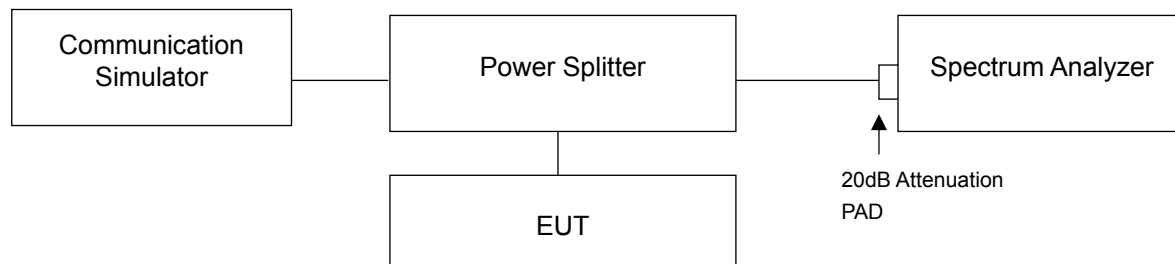 Communication
Simulator
Power Splitter
Spectrum Analyzer
20dB Attenuation
PAD
EUT